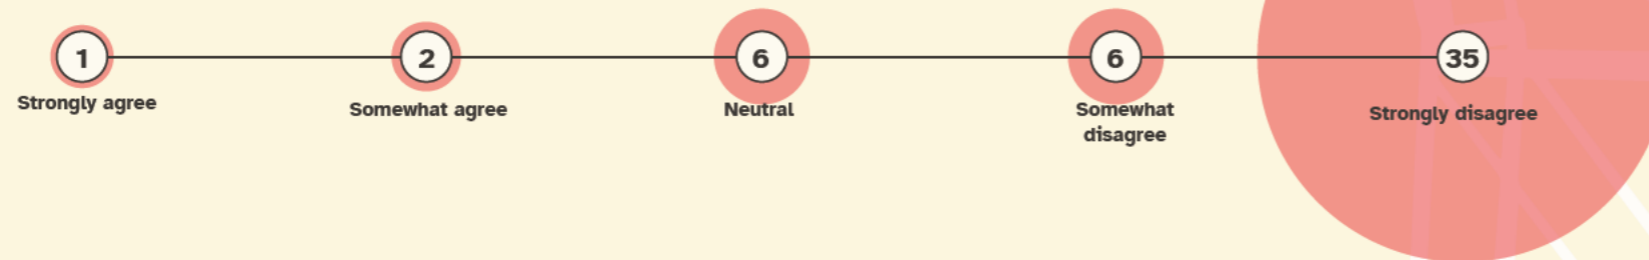 1
2
6
6
35
Strongly agree
Somewhat agree
Neutral
Somewhat
disagree
Strongly disagree